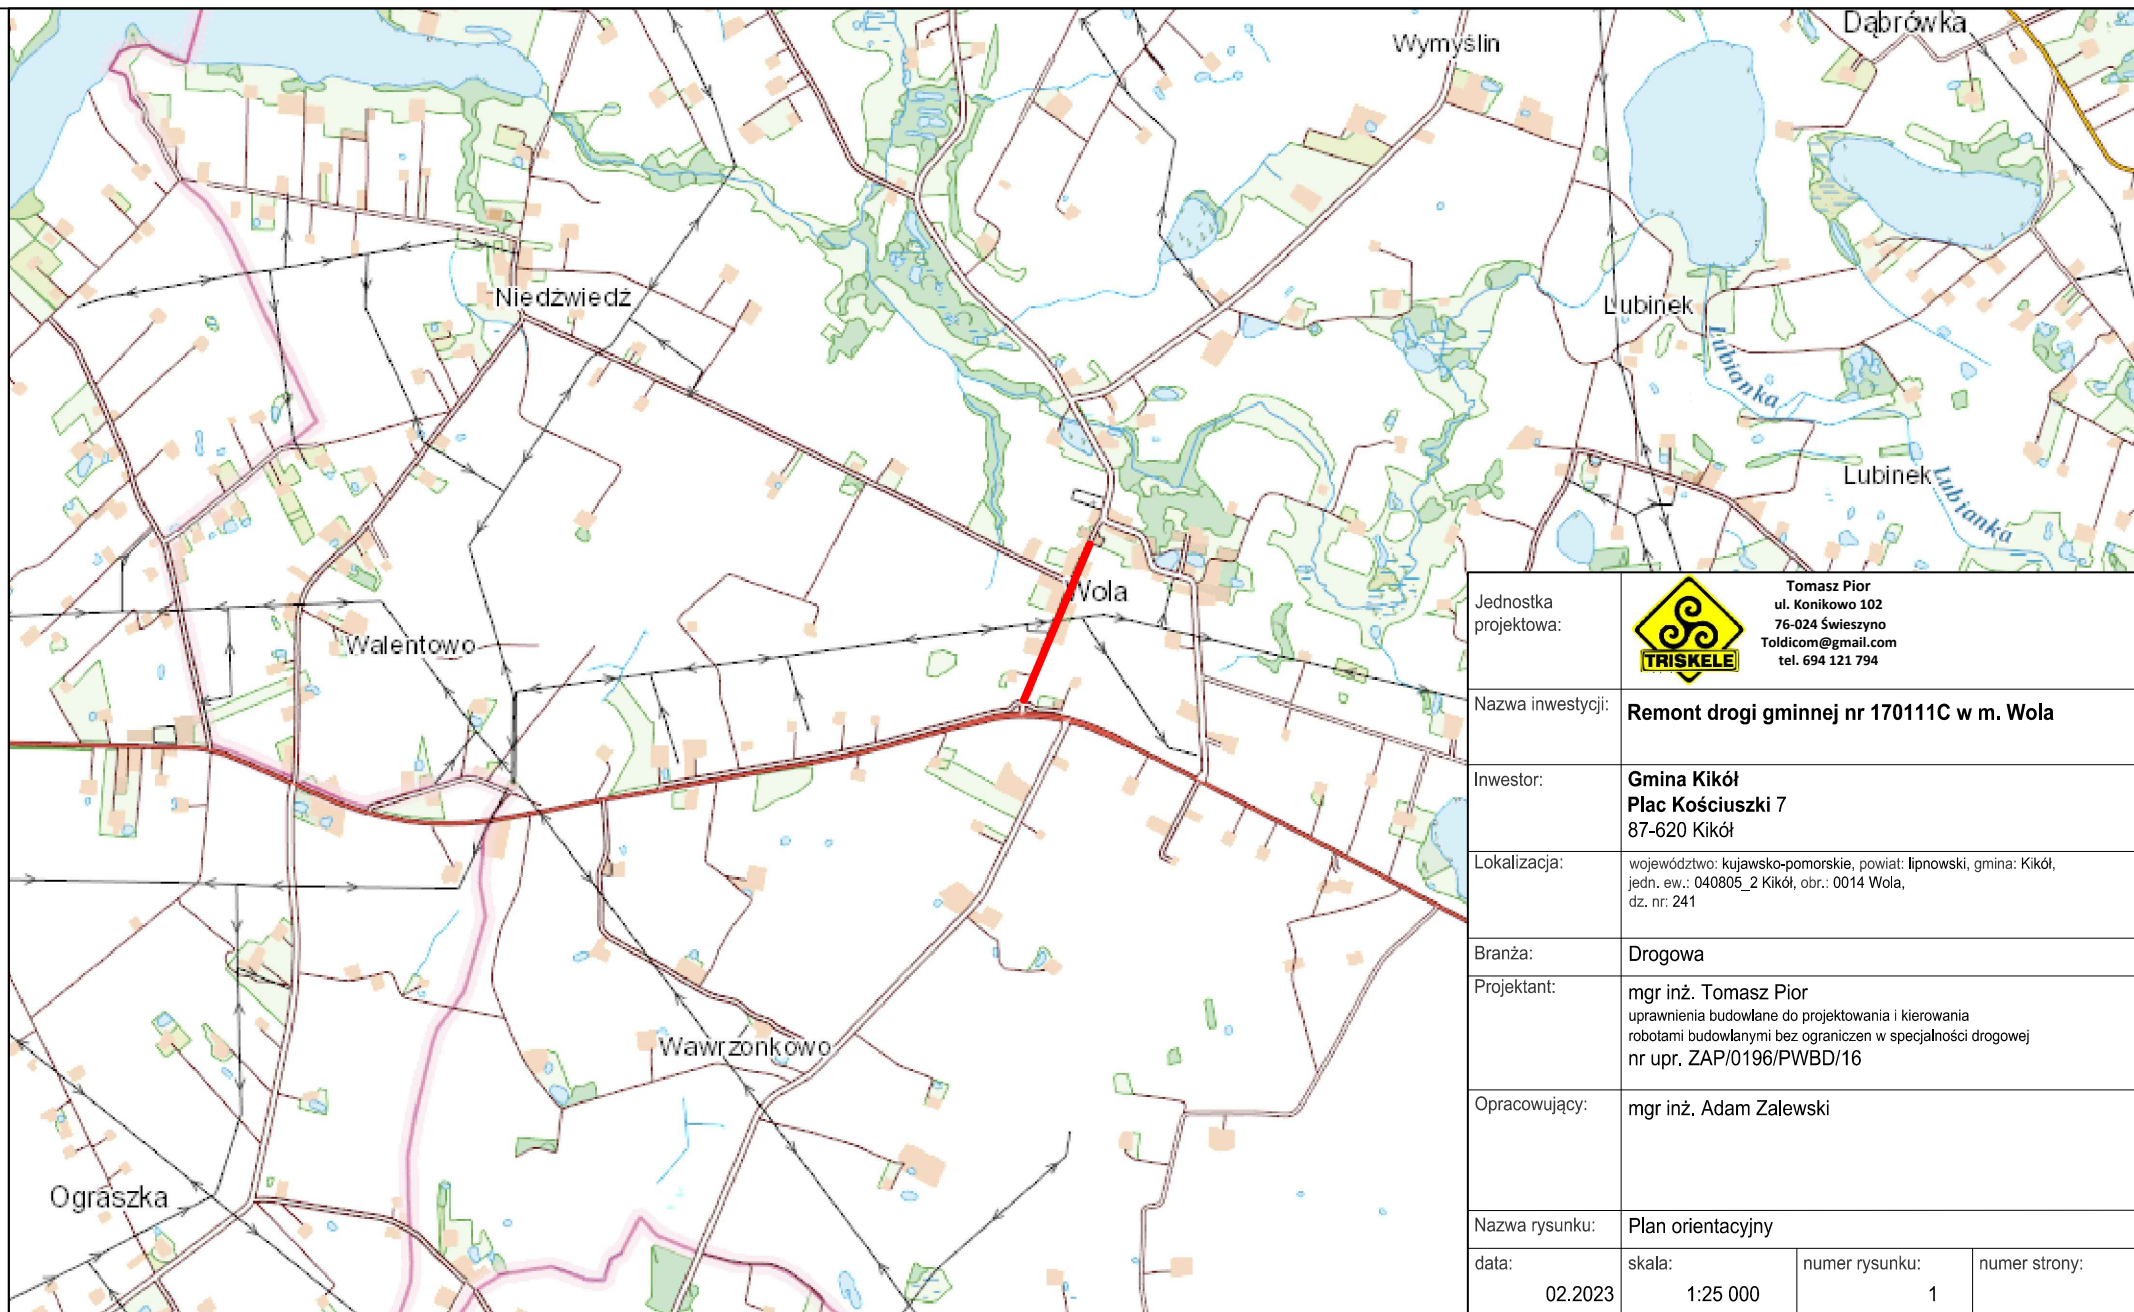 Dąbrówka
Wymyślin
Niedźwiedź
Lubinek
Lubianka
Lubinek
Lubianka
Wola
Walentowo
Wawrzonkowo
Ograszka
Jednostka
projektowa:
TRISKELE
Tomasz Pior
ul. Konikowo 102
76-024 Świeszyno
Toldicom@gmail.com
tel. 694 121 794
Nazwa inwestycji:
Remont drogi gminnej nr 170111C w m. Wola
Inwestor:
Gmina Kikół
Plac Kościuszki 7
87-620 Kikół
Lokalizacja:
województwo: kujawsko-pomorskie, powiat: lipnowski, gmina: Kikół,
jedn. ew.: 040805_2 Kikół, obr.: 0014 Wola,
dz. nr: 241
Branża:
Drogowa
Projektant:
mgr inż. Tomasz Pior
uprawnienia budowlane do projektowania i kierowania
robotami budowlanymi bez ograniczen w specjalności drogowej
nr upr. ZAP/0196/PWBD/16
Opracowujący:
mgr inż. Adam Zalewski
Nazwa rysunku:
Plan orientacyjny
data:
02.2023
skala:
1:25 000
numer rysunku:
1
numer strony: